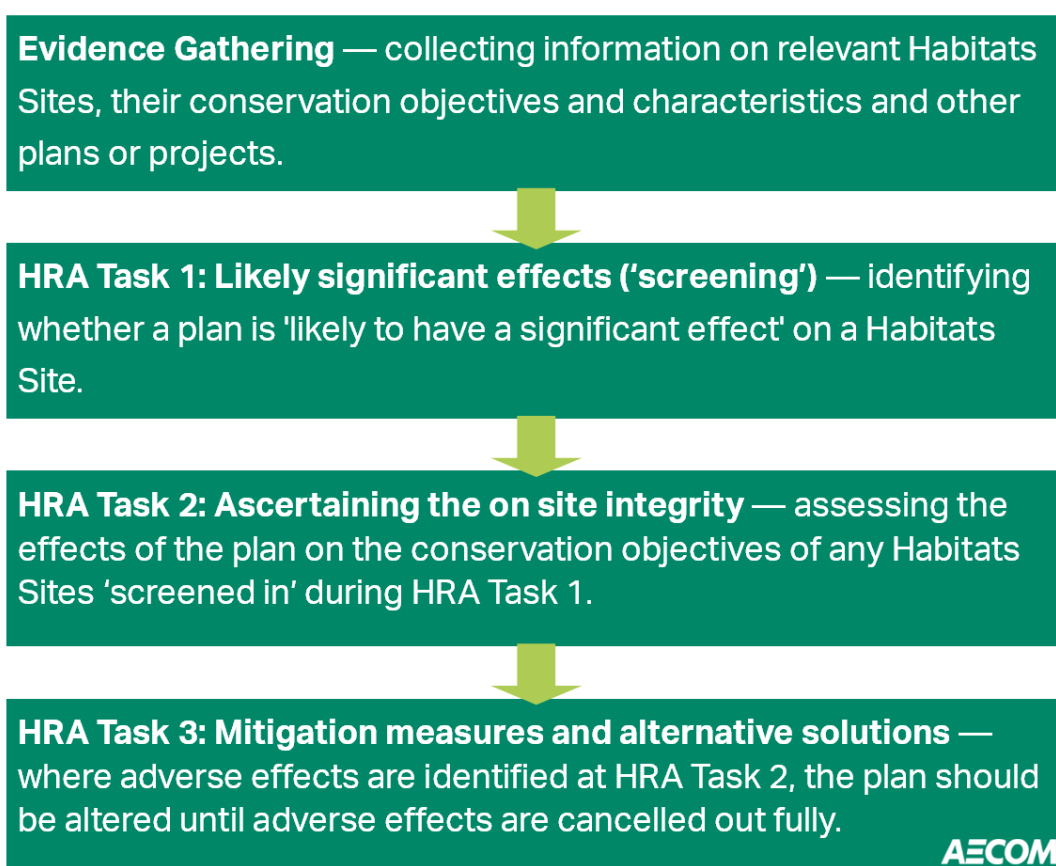 Evidence Gathering — collecting information on relevant Habitats
Sites, their conservation objectives and characteristics and other
plans or projects.
HRA Task 1: Likely significant effects (‘screening’) — identifying
whether a plan is 'likely to have a significant effect' on a Habitats
Site.
HRA Task 2: Ascertaining the on site integrity — assessing the
effects of the plan on the conservation objectives of any Habitats
Sites ‘screened in’ during HRA Task 1.
HRA Task 3: Mitigation measures and alternative solutions —
where adverse effects are identified at HRA Task 2, the plan should
be altered until adverse effects are cancelled out fully.
AECOM